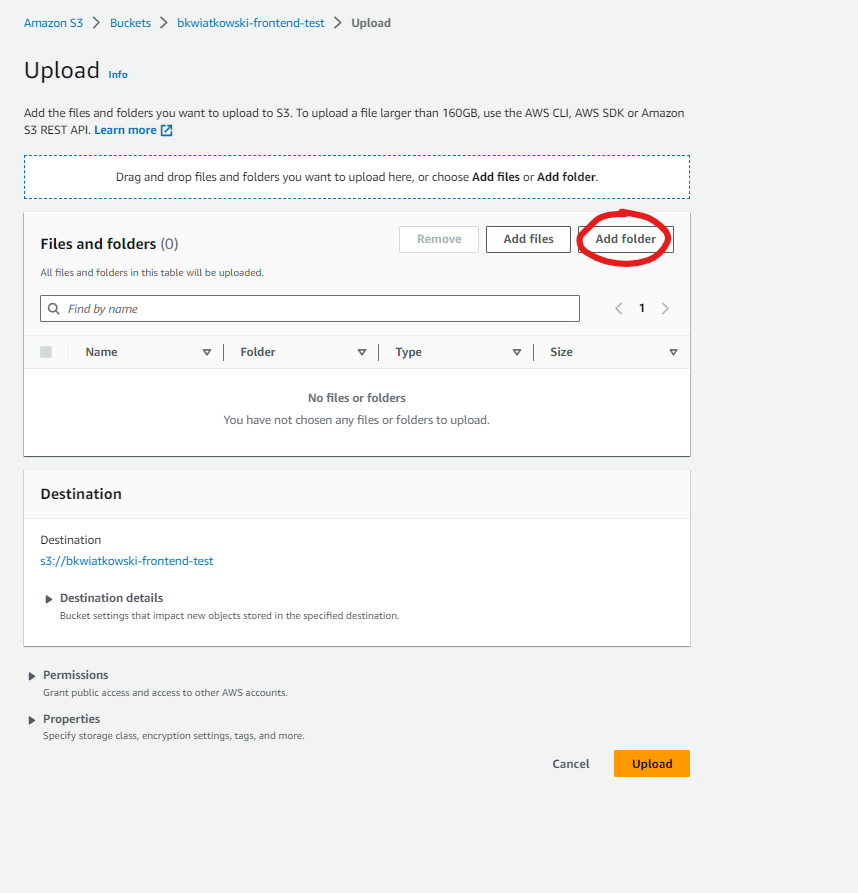 Amazon S3 > Buckets > bkwiatkowski-frontend-test > Upload
Upload Info
Add the files and folders you want to upload to S3. To upload a file larger than 160GB, use the AWS CLI, AWS SDK or Amazon
S3 REST API. Learn more
Drag and drop files and folders you want to upload here, or choose Add files or Add folder.
Files and folders (0)
Remove Add files Add folder
All files and folders in this table will be uploaded.
Find by name
< 1 >
Name Folder Type Size
No files or folders
You have not chosen any files or folders to upload.
Destination
Destination
s3://bkwiatkowski-frontend-test
Destination details
Bucket settings that impact new objects stored in the specified destination.
Permissions
Grant public access and access to other AWS accounts.
Properties
Specify storage class, encryption settings, tags, and more.
Cancel Upload